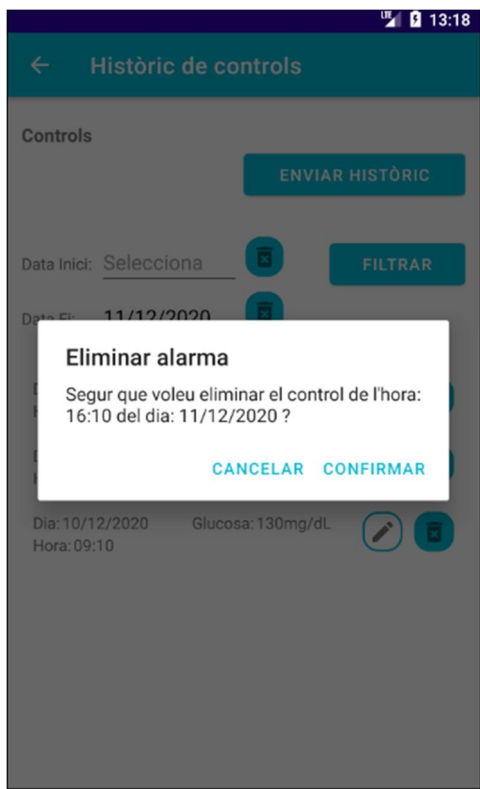 LTE 13:18
Històric de controls
Controls
ENVIAR HISTÒRIC
Data Inici: Selecciona
FILTRAR
Data Fi: 11/12/2020
Eliminar alarma
Segur que voleu eliminar el control de l'hora:
16:10 del dia: 11/12/2020 ?
CANCELAR CONFIRMAR
Dia: 10/12/2020 Glucosa: 130mg/dL
Hora: 09:10